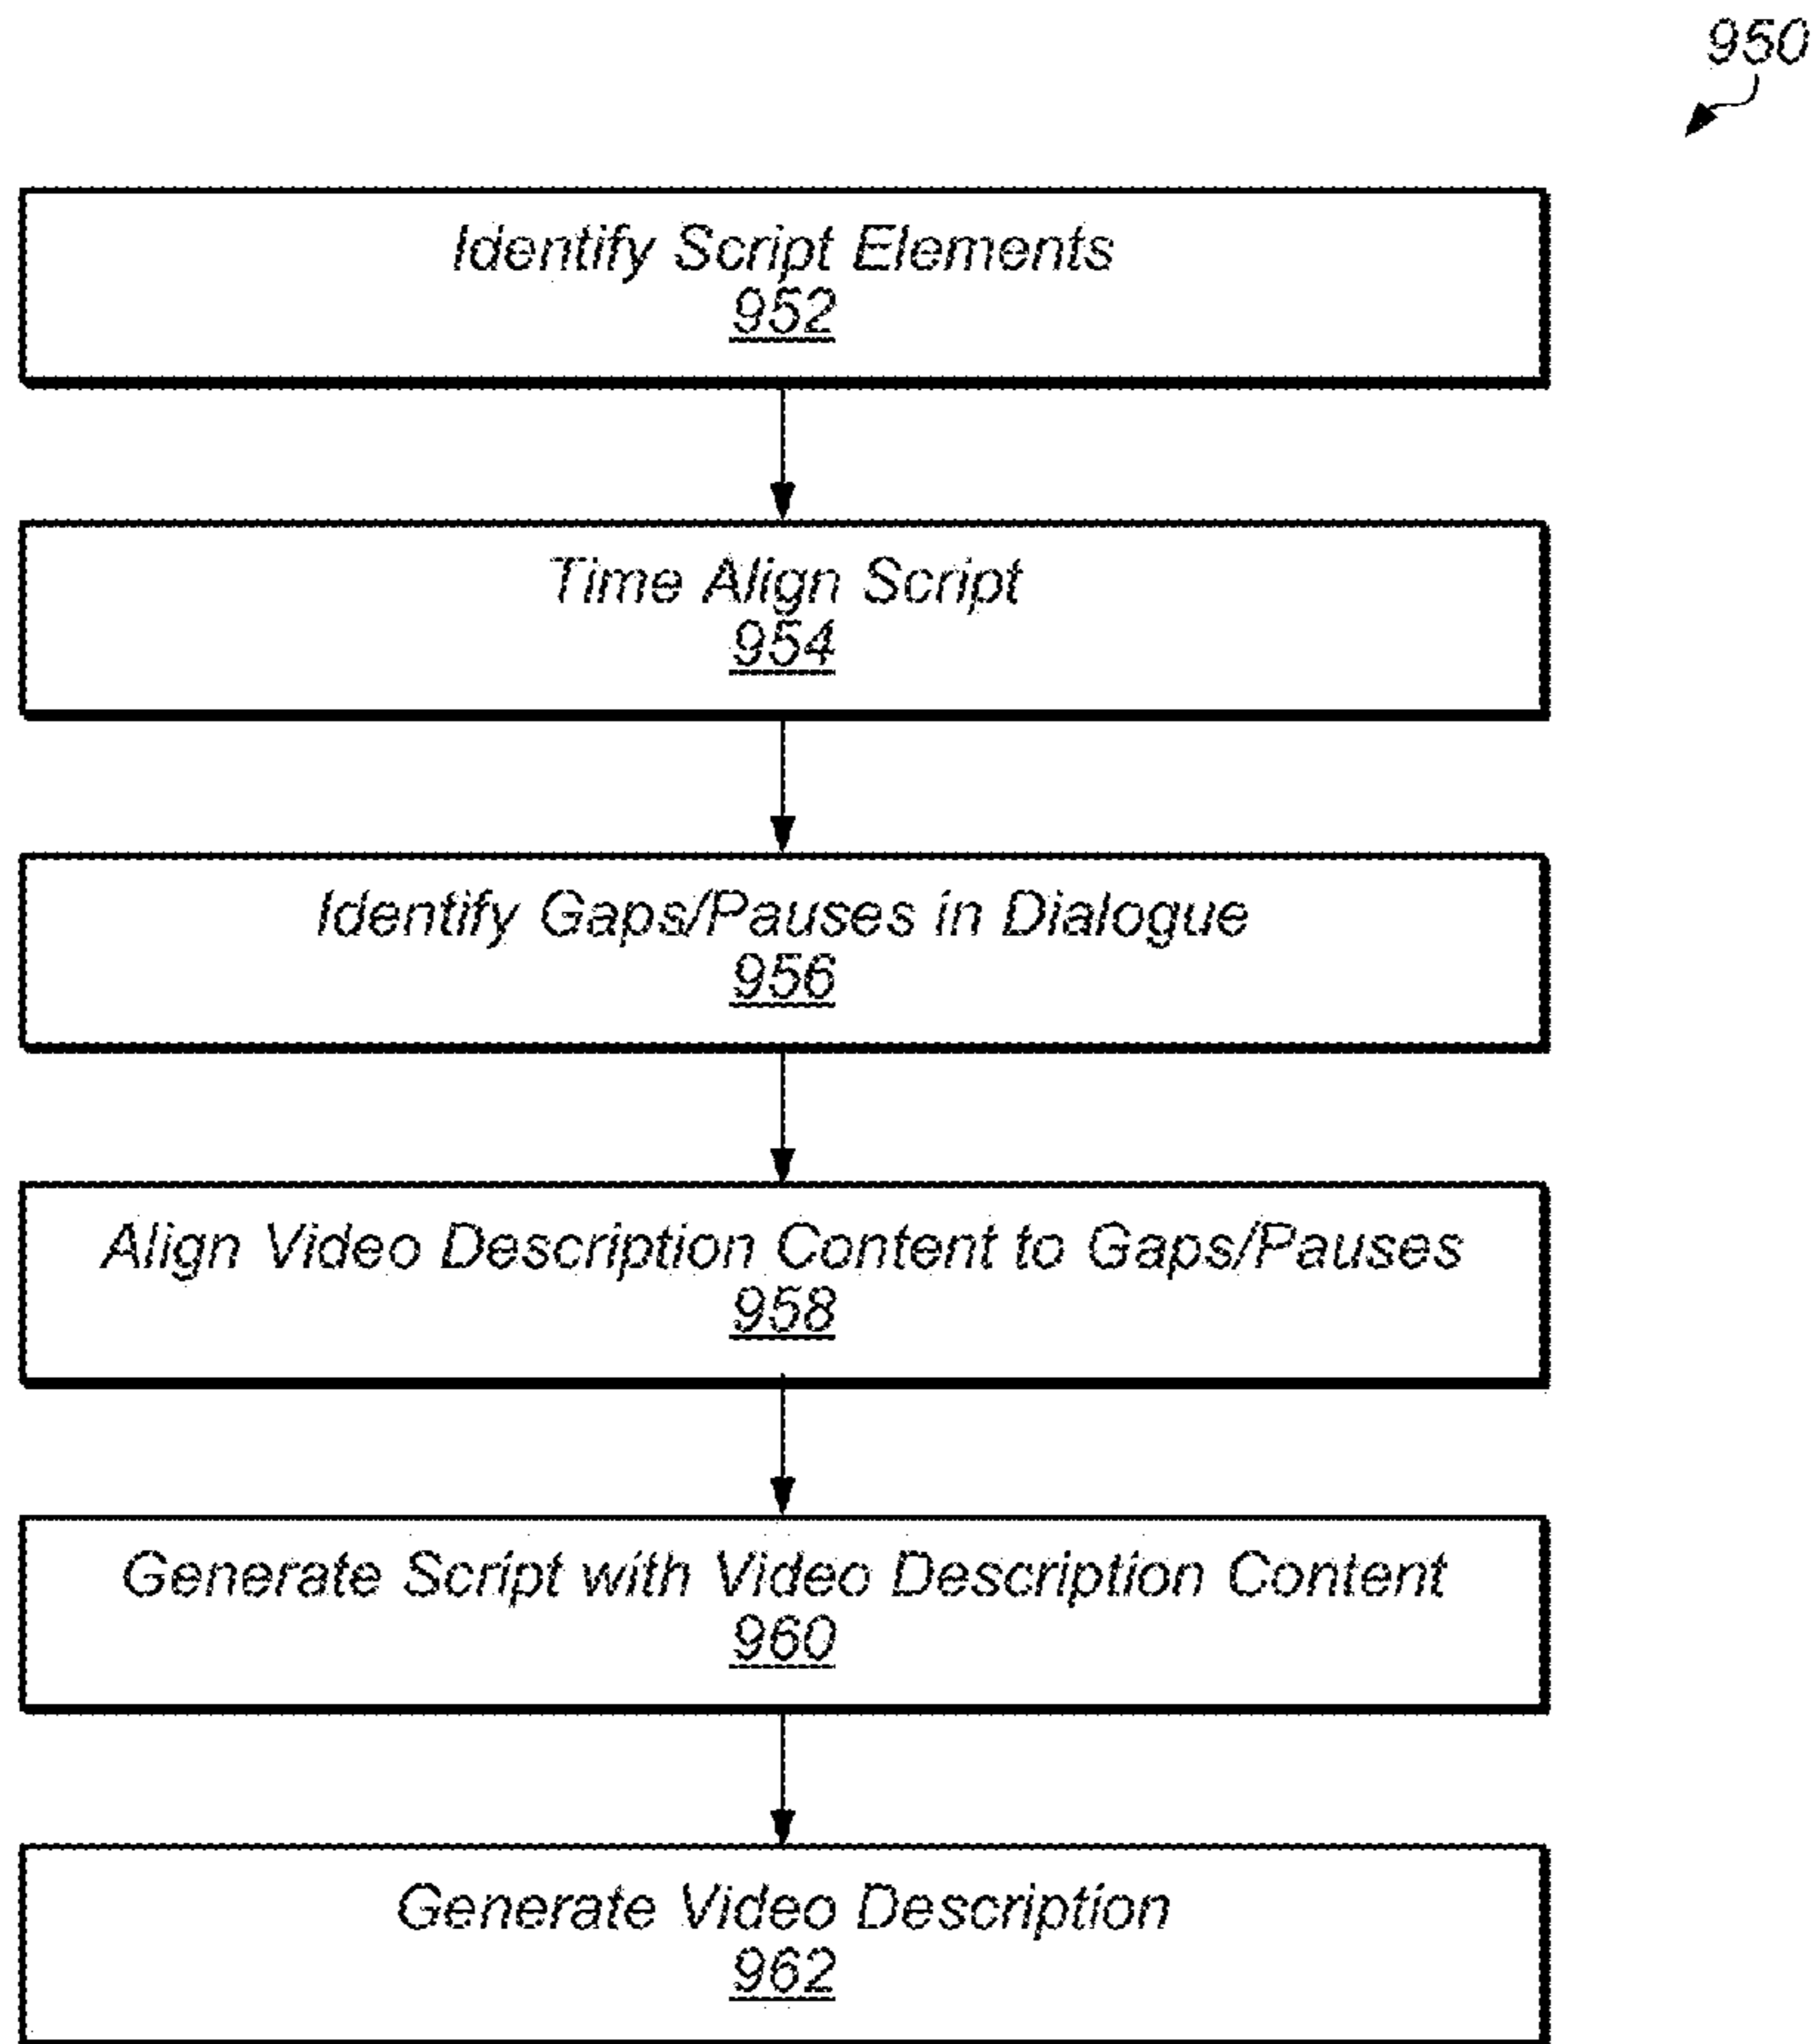 950
Identify Script Elements
952
Time Align Script
954
Identify Gaps/Pauses in Dialogue
956
Align Video Description Content to Gaps/Pauses
958
Generate Script with Video Description Content
960
Generate Video Description
962